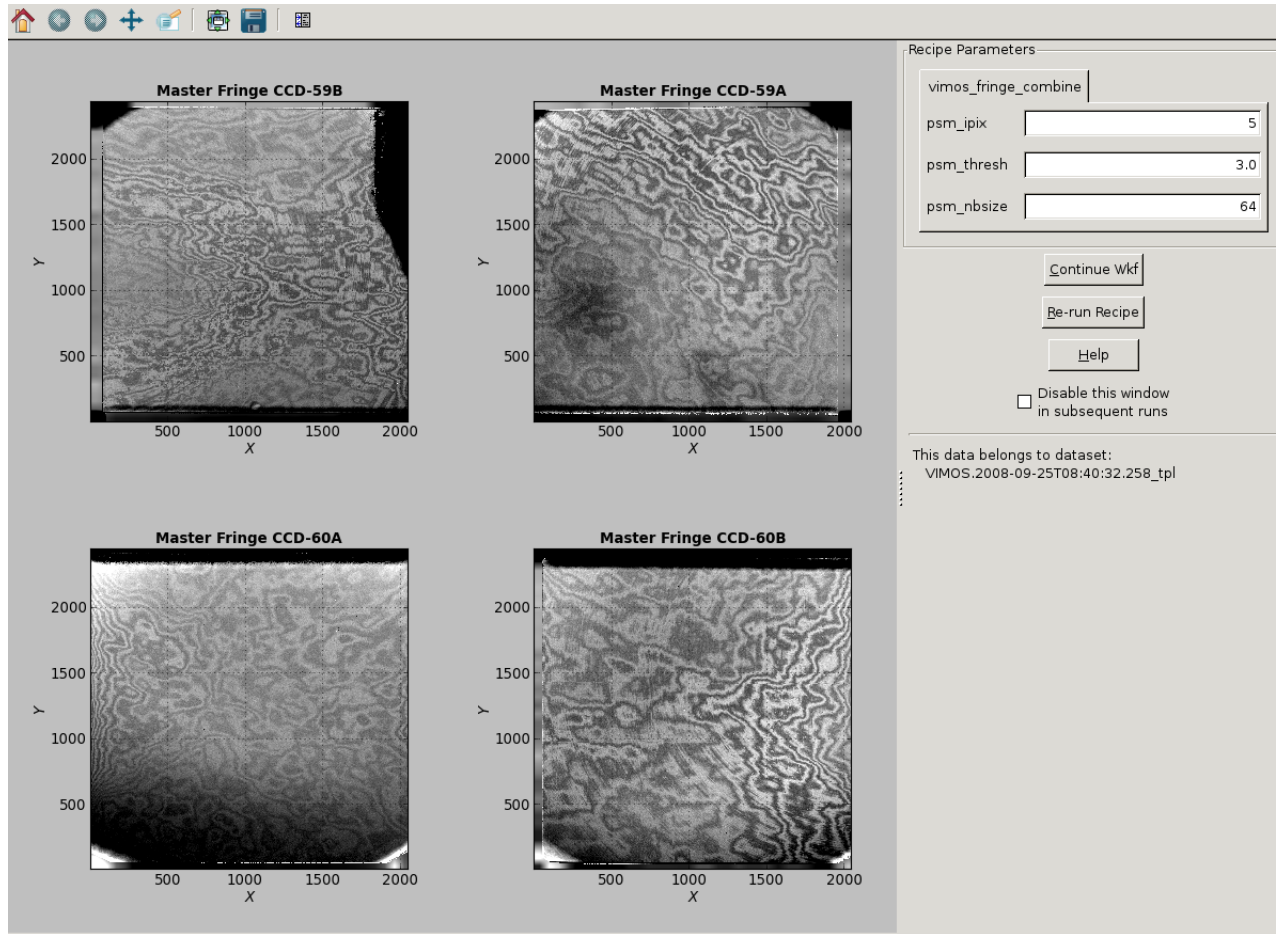 Master Fringe CCD-59B
2000
1500
1000
500
Y
500 1000 1500 2000
X
Master Fringe CCD-59A
2000
1500
1000
500
Y
500 1000 1500 2000
X
Master Fringe CCD-60A
2000
1500
1000
500
Y
500 1000 1500 2000
X
Master Fringe CCD-60B
2000
1500
1000
500
Y
500 1000 1500 2000
X
Recipe Parameters
vimos_fringe_combine
psm_ipix 5
psm_thresh 3.0
psm_nbsize 64
Continue Wkf
Re-run Recipe
Help
Disable this window
in subsequent runs
This data belongs to dataset:
VIMOS.2008-09-25T08:40:32.258_tpl